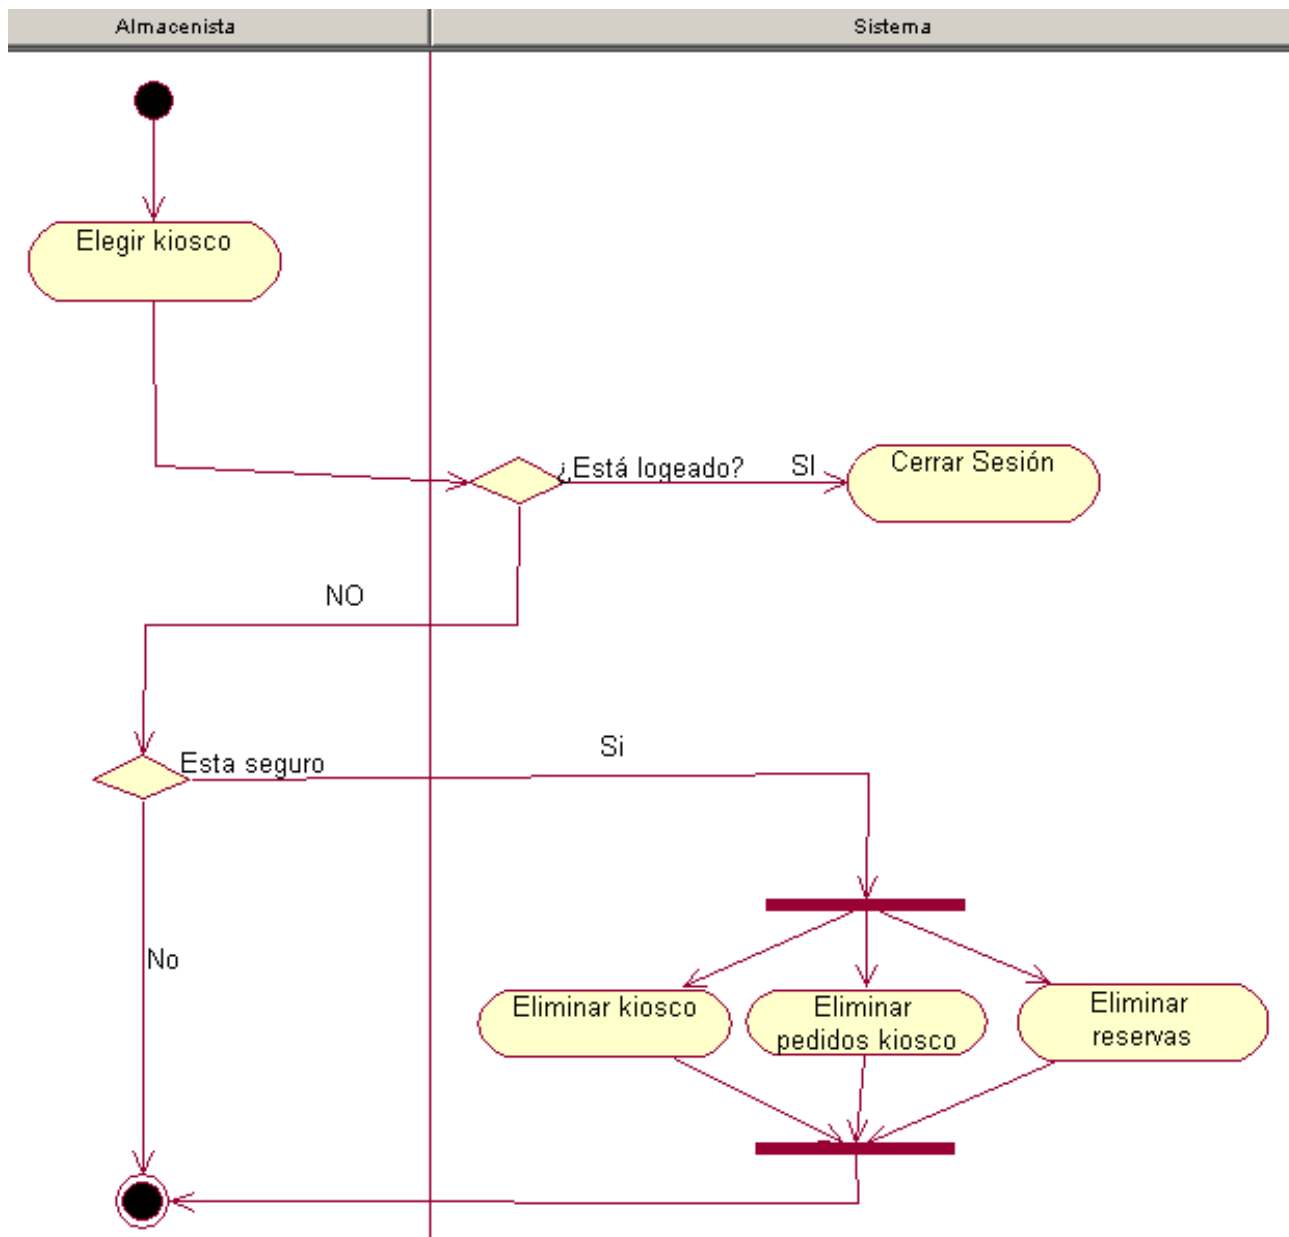 Almacenista
Sistema
Elegir kiosco
¿Está logeado?
SI
Cerrar Sesión
NO
Esta seguro
Si
No
Eliminar kiosco
Eliminar
pedidos kiosco
Eliminar
reservas